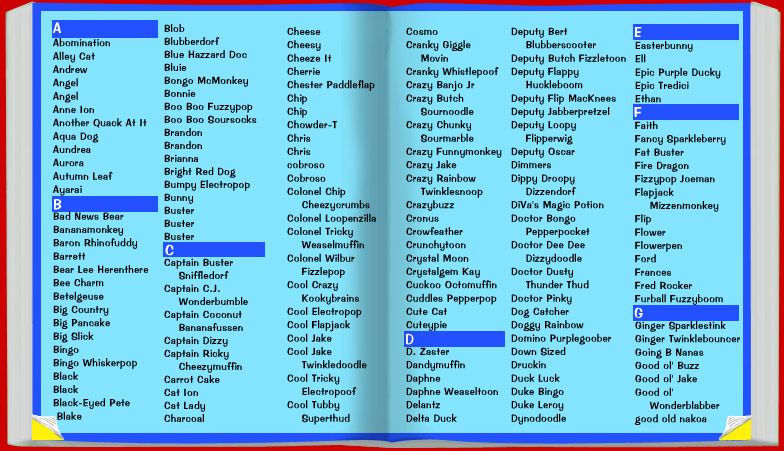 A
Abomination
Alley Cat
Andrew
Angel
Angel
Anne Ion
Another Quack At It
Aqua Dog
Aundrea
Aurora
Autumn Leaf
Ayarai
B
Bad News Bear
Bananamonkey
Baron Rhinofuddy
Barrett
Bear Lee Herenthere
Bee Charm
Betelgeuse
Big Country
Big Pancake
Big Slick
Bingo
Bingo Whiskerpop
Black
Black
Black-Eyed Pete
Blake
Blob
Blubberdorf
Blue Hazzard Doc
Bluie
Bongo McMonkey
Bonnie
Boo Boo Fuzzypop
Boo Boo Soursocks
Brandon
Brandon
Brianna
Bright Red Dog
Bumpy Electropop
Bunny
Buster
Buster
Buster
C
Captain Buster
Sniffledorf
Captain C.J.
Wonderbumble
Captain Coconut
Bananafussen
Captain Dizzy
Captain Ricky
Cheezymuffin
Carrot Cake
Cat Ion
Cat Lady
Charcoal
Cheese
Cheesy
Cheeze It
Cherrie
Chester Paddleflap
Chip
Chip
Chowder-T
Chris
Chris
cobroso
Cobroso
Colonel Chip
Cheezycrumbs
Colonel Loopenzilla
Colonel Tricky
Weaselmuffin
Colonel Wilbur
Fizzlepop
Cool Crazy
Kookybrains
Cool Electropop
Cool Flapjack
Cool Jake
Cool Jake
Twinkledoodle
Cool Tricky
Electropoof
Cool Tubby
Superthud
Cosmo
Cranky Giggle
Movin
Cranky Whistlepoof
Crazy Banjo Jr
Crazy Butch
Sournoodle
Crazy Chunky
Sourmarble
Crazy Funnymonkey
Crazy Jake
Crazy Rainbow
Twinklesnoop
Crazybuzz
Cronus
Crowfeather
Crunchytoon
Crystal Moon
Crystalgem Kay
Cuckoo Octomuffin
Cuddles Pepperpop
Cute Cat
Cuteypie
D
D. Zaster
Dandymuffin
Daphne
Daphne Weaseltoon
Delantz
Delta Duck
Deputy Bert
Blubberscooter
Deputy Butch Fizzletoon
Deputy Flappy
Huckleboom
Deputy Flip MacKnees
Deputy Jabberpretzel
Deputy Loopy
Flipperwig
Deputy Oscar
Dimmers
Dippy Droopy
Dizzendorf
DiVa's Magic Potion
Doctor Bongo
Pepperpocket
Doctor Dee Dee
Dizzydoodle
Doctor Dusty
Thunder Thud
Doctor Pinky
Dog Catcher
Doggy Rainbow
Domino Purplegoober
Down Sized
Druckin
Duck Luck
Duke Bingo
Duke Leroy
Dynodoodle
E
Easterbunny
Ell
Epic Purple Ducky
Epic Tredici
Ethan
F
Faith
Fancy Sparkleberry
Fat Buster
Fire Dragon
Fizzypop Joeman
Flapjack
Mizzenmonkey
Flip
Flower
Flowerpen
Ford
Frances
Fred Rocker
Furball Fuzzyboom
G
Ginger Sparklestink
Ginger Twinklebouncer
Going B Nanas
Good ol' Buzz
Good ol' Jake
Good ol'
Wonderblabber
good old nakoa